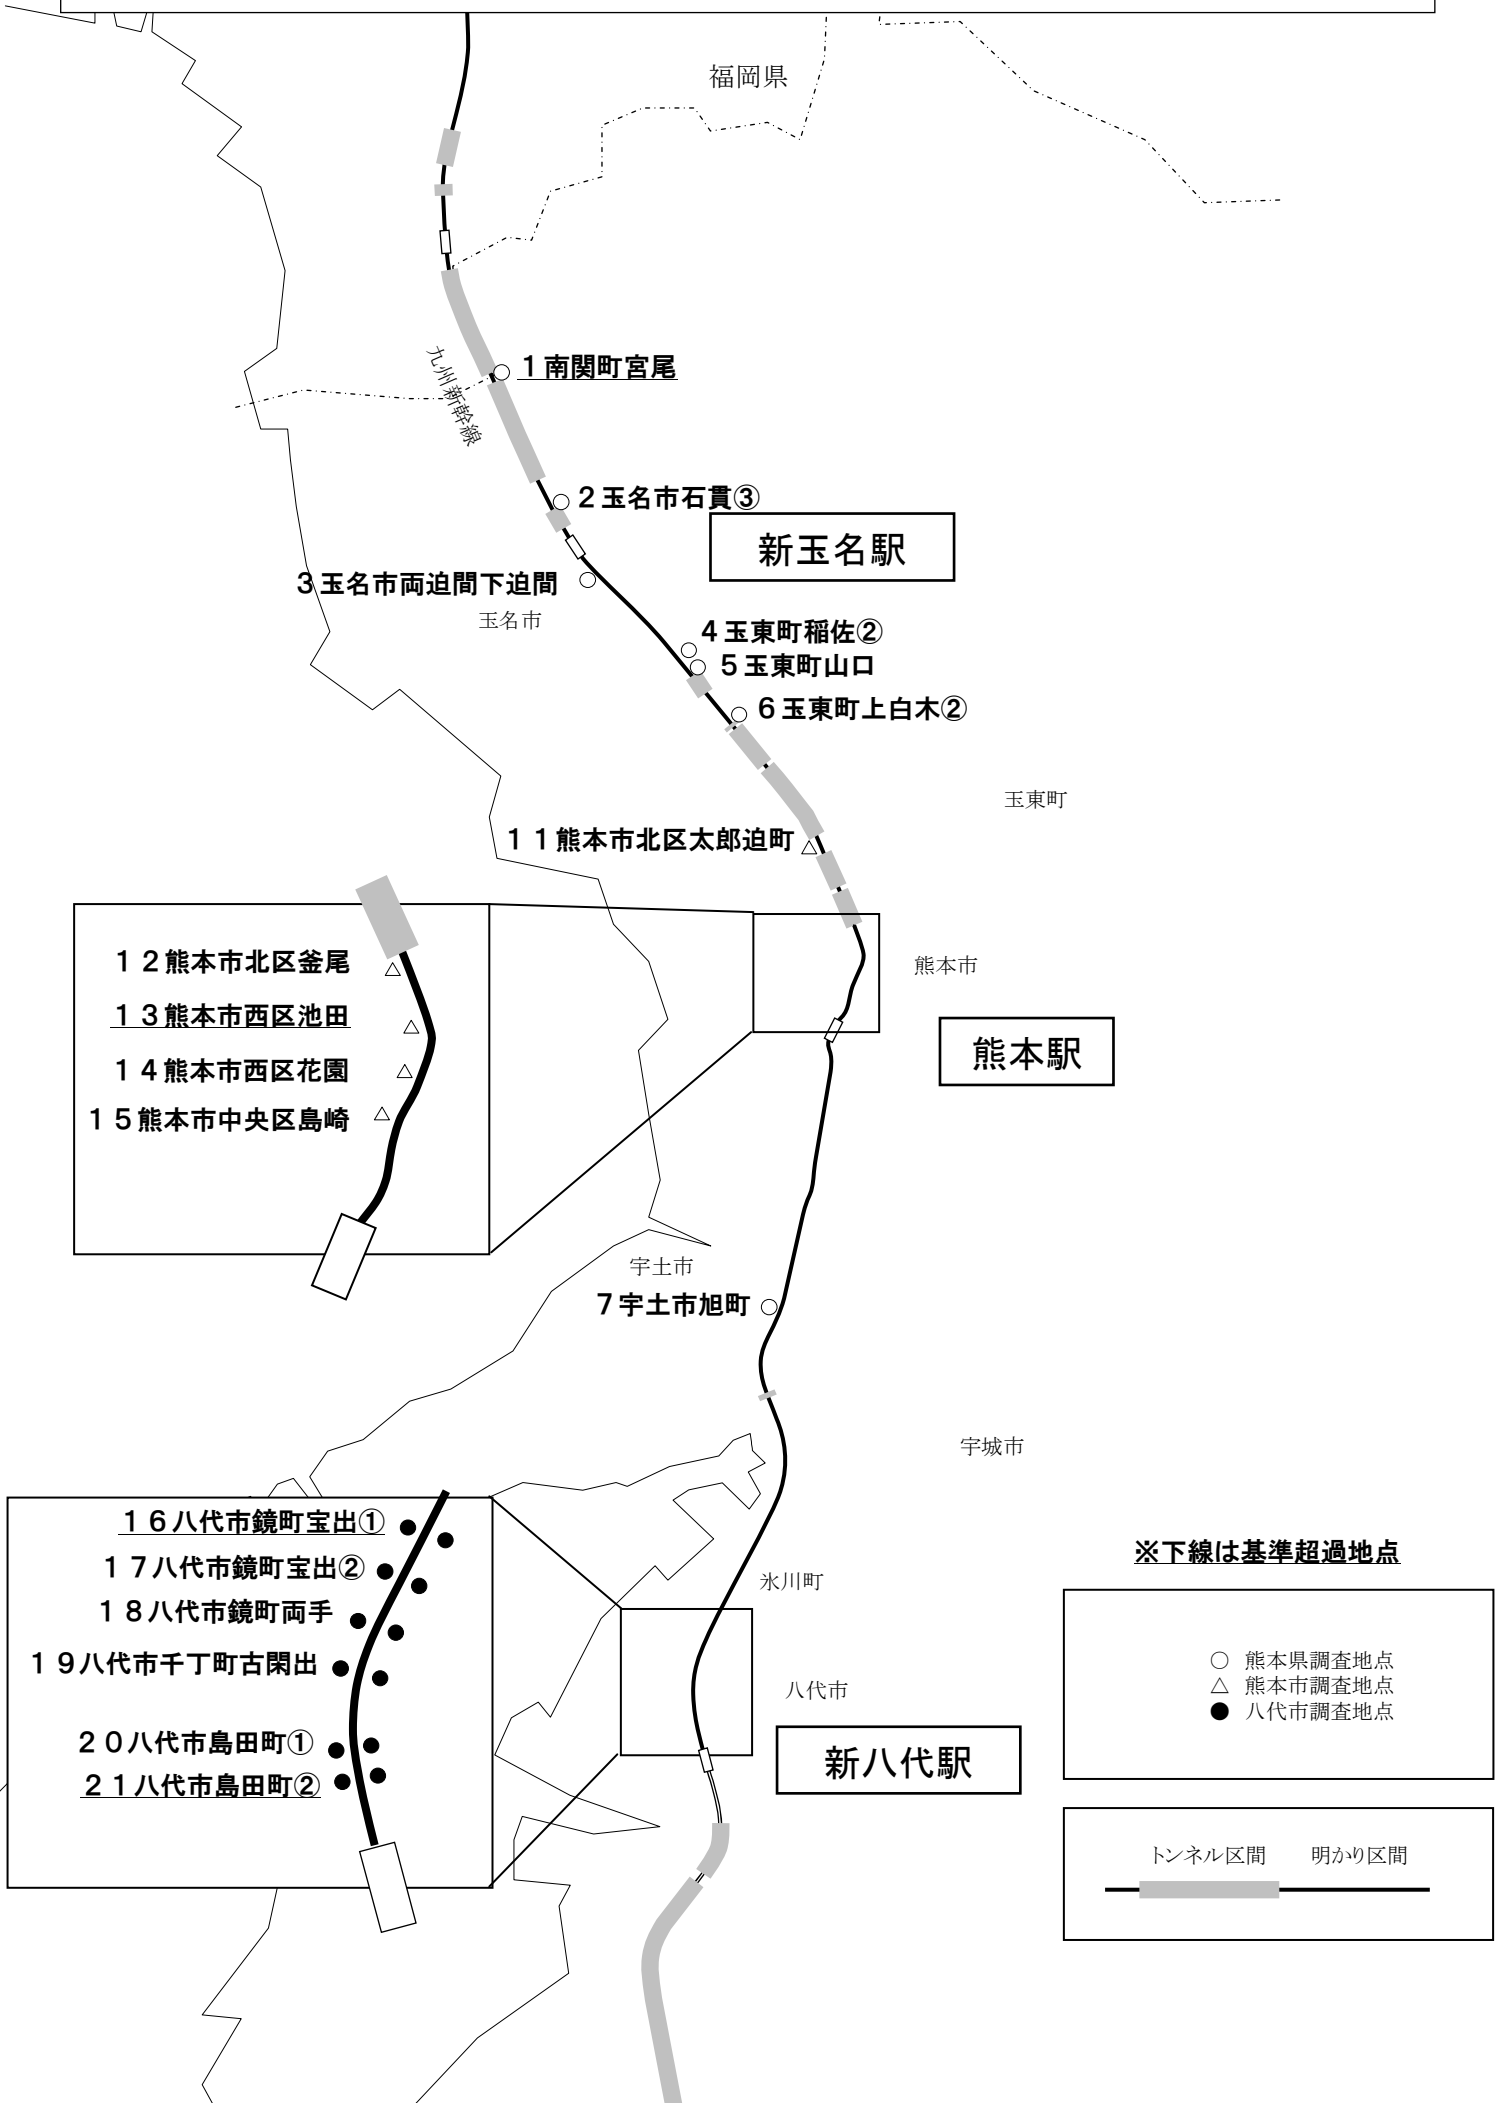 福岡県
九州新幹線
１南関町宮尾
２玉名市石貫③
新玉名駅
３玉名市両迫間下迫間
玉名市
４玉東町稲佐②
５玉東町山口
６玉東町上白木②
玉東町
１１熊本市北区太郎迫町
１２熊本市北区釜尾
１３熊本市西区池田
１４熊本市西区花園
１５熊本市中央区島崎
熊本市
熊本駅
宇土市
７宇土市旭町
宇城市
１６八代市鏡町宝出①
１７八代市鏡町宝出②
１８八代市鏡町両手
１９八代市千丁町古閑出
２０八代市島田町①
２１八代市島田町②
氷川町
八代市
新八代駅
※下線は基準超過地点
○ 熊本県調査地点
△ 熊本市調査地点
● 八代市調査地点
トンネル区間 明かり区間